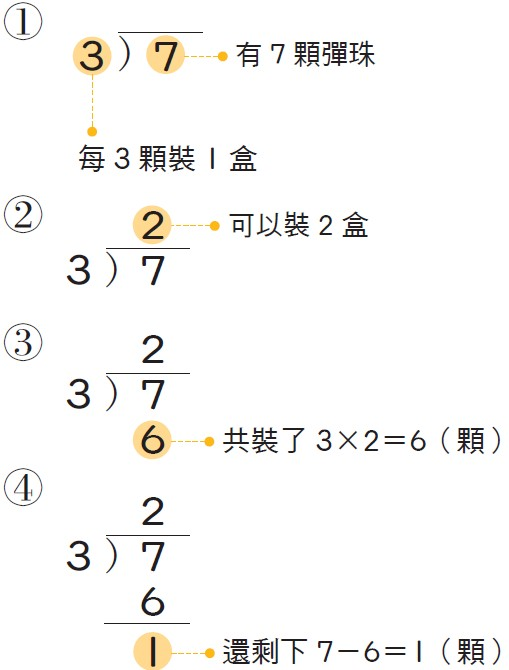 ①
3 ) 7 有 7 顆彈珠
每 3 顆裝 1 盒
②
2 可以裝 2 盒
3 ) 7
③
2
3 ) 7
6 共裝了 3×2=6（顆）
④
2
3 ) 7
6
1 還剩下 7-6=1（顆）